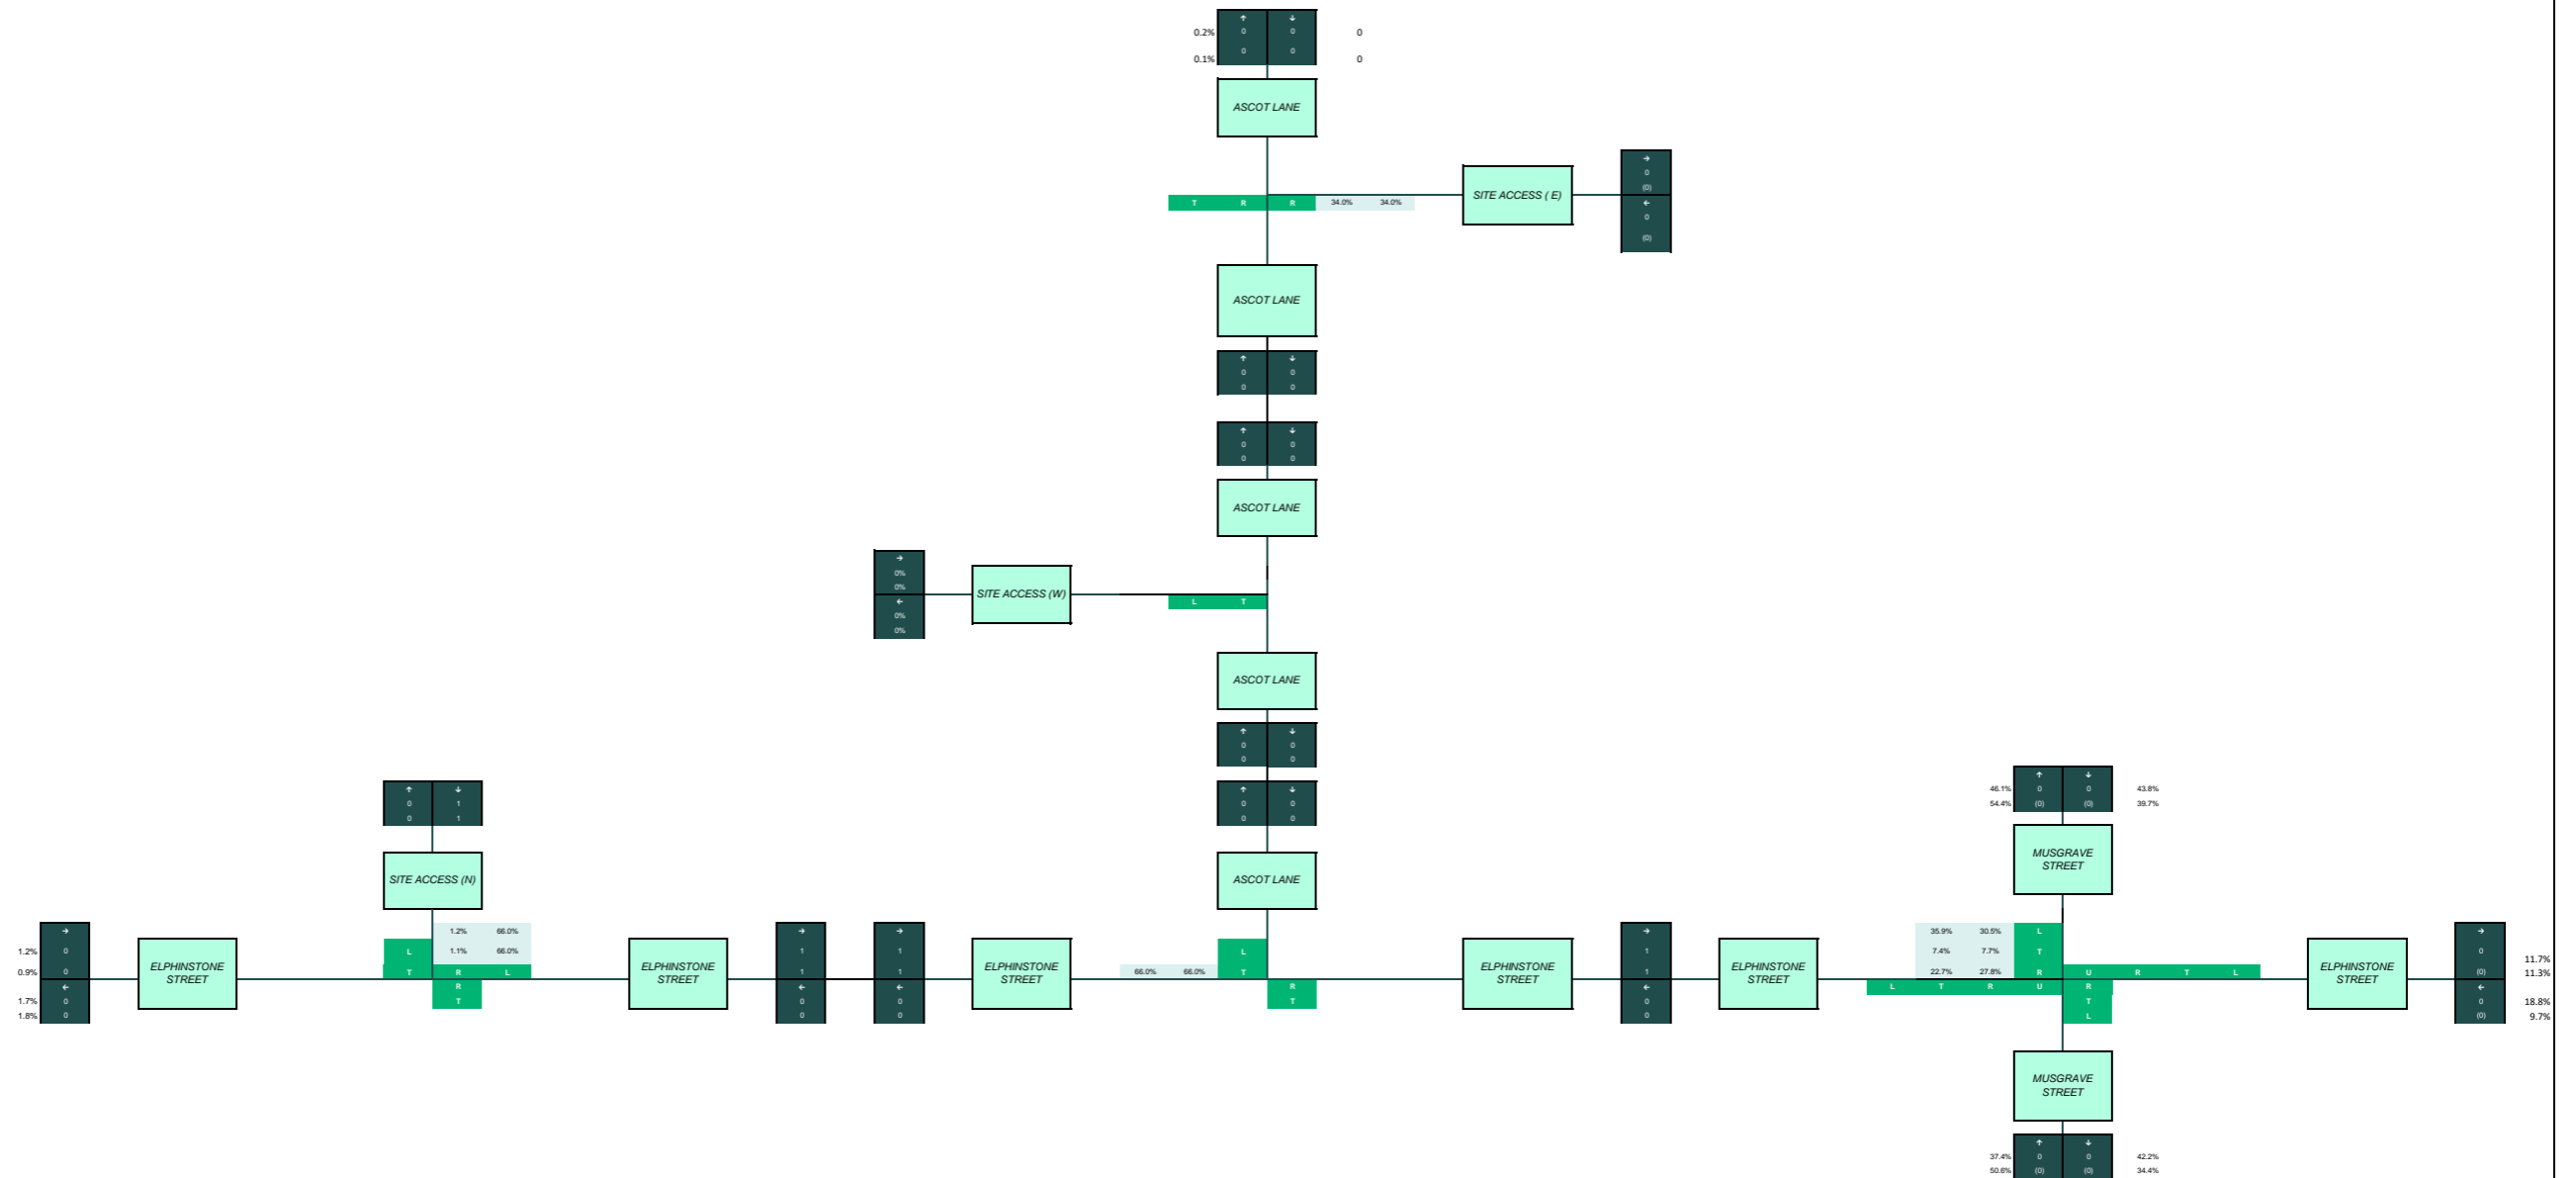 ↑ ↓
0.2% 0 0 0
0.1% 0 0 0
ASCOT LANE
→
0
(0)
←
0
(0)
SITE ACCESS ( E)
T R R 34.0% 34.0%
ASCOT LANE
↑ ↓
0 0
0 0
↑ ↓
0 0
0 0
ASCOT LANE
→
0%
0%
←
0%
0%
SITE ACCESS (W)
L T
ASCOT LANE
↑ ↓
0 0
0 0
↑ ↓
0 0
0 0
ASCOT LANE
↑ ↓
0 1
0 1
SITE ACCESS (N)
↑ ↓
46.1% 0 0 43.8%
54.4% (0) (0) 39.7%
MUSGRAVE
STREET
→
1.2% 0
0.9% 0
←
1.7% 0
1.8% 0
ELPHINSTONE
STREET
1.2% 66.0%
L 1.1% 66.0%
T R L
R
T
ELPHINSTONE
STREET
→
1
1
←
0
0
→
1
1
←
0
0
ELPHINSTONE
STREET
L
66.0% 66.0% T
R
T
ELPHINSTONE
STREET
→
1
1
←
0
0
ELPHINSTONE
STREET
35.9% 30.5% L
7.4% 7.7% T
22.7% 27.8% R U R T L
L T R U R
T
L
ELPHINSTONE
STREET
→
0 11.7%
(0) 11.3%
←
0 18.8%
(0) 9.7%
MUSGRAVE
STREET
↑ ↓
37.4% 0 0 42.2%
50.6% (0) (0) 34.4%